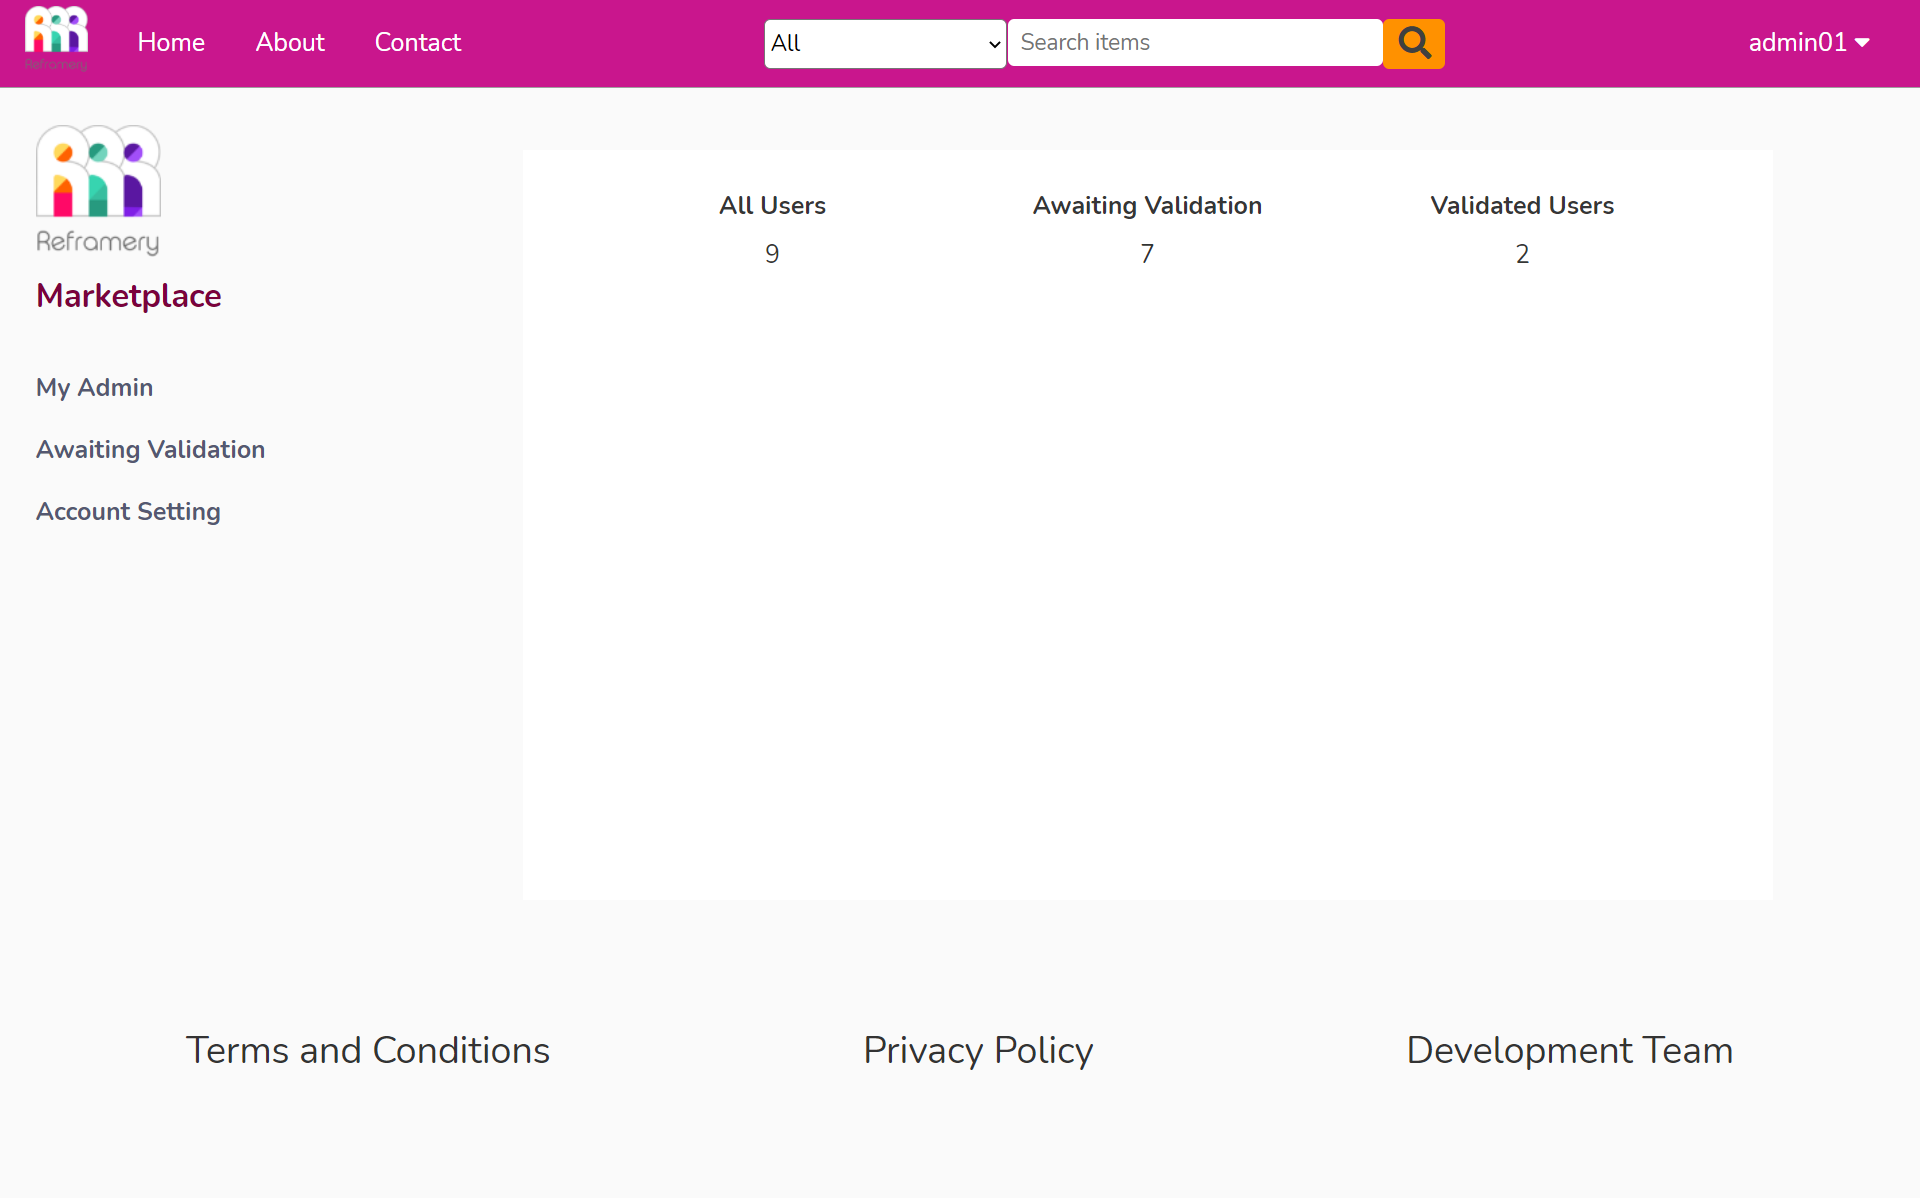 Reframery
Home About Contact
All
Search items
admin01
Reframery
Marketplace
My Admin
Awaiting Validation
Account Setting
All Users Awaiting Validation Validated Users
9 7 2
Terms and Conditions Privacy Policy Development Team